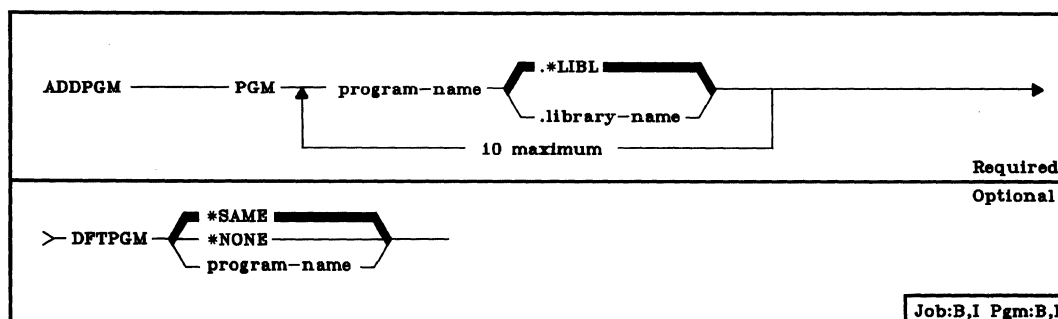 .*LIBL
ADDPGM PGM program-name
.library-name
10 maximum
Required
Optional
*SAME
DFTPGM *NONE
program-name
Job:B,I Pgm:B,I